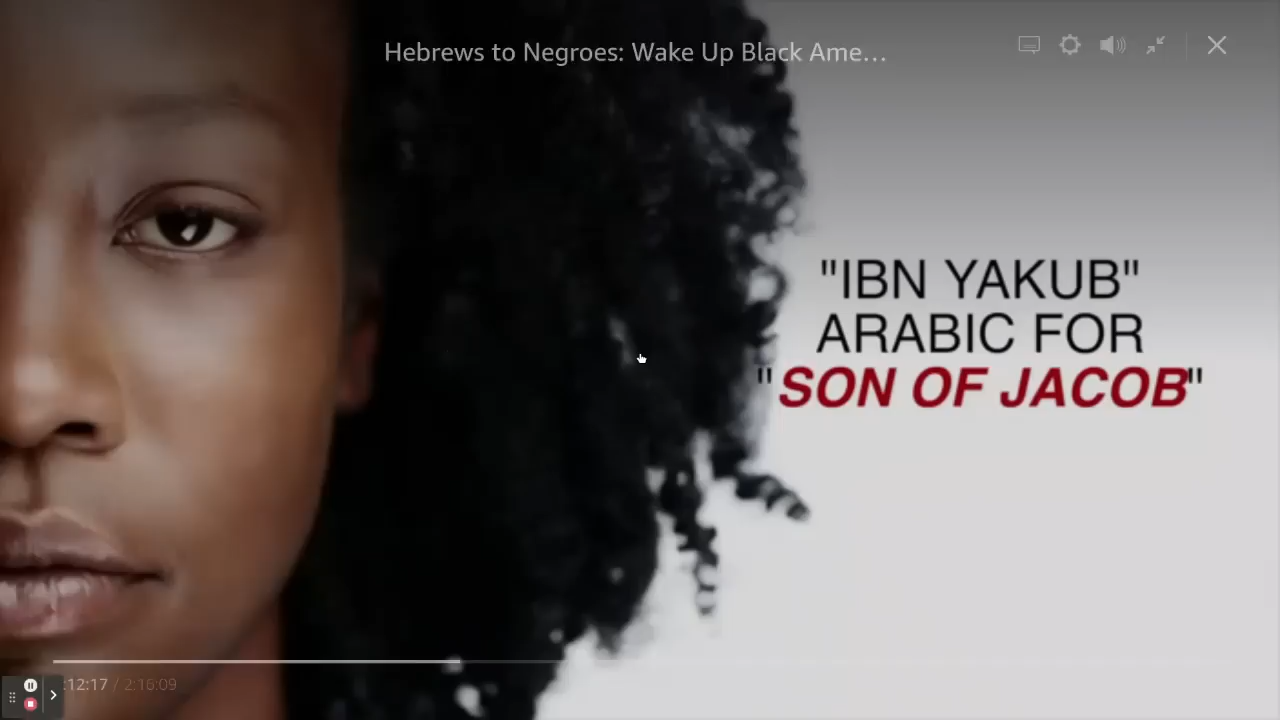 Hebrews to Negroes: Wake Up Black Ame...
"IBN YAKUB"
ARABIC FOR
"SON OF JACOB"
:12:17 / 2:16:09